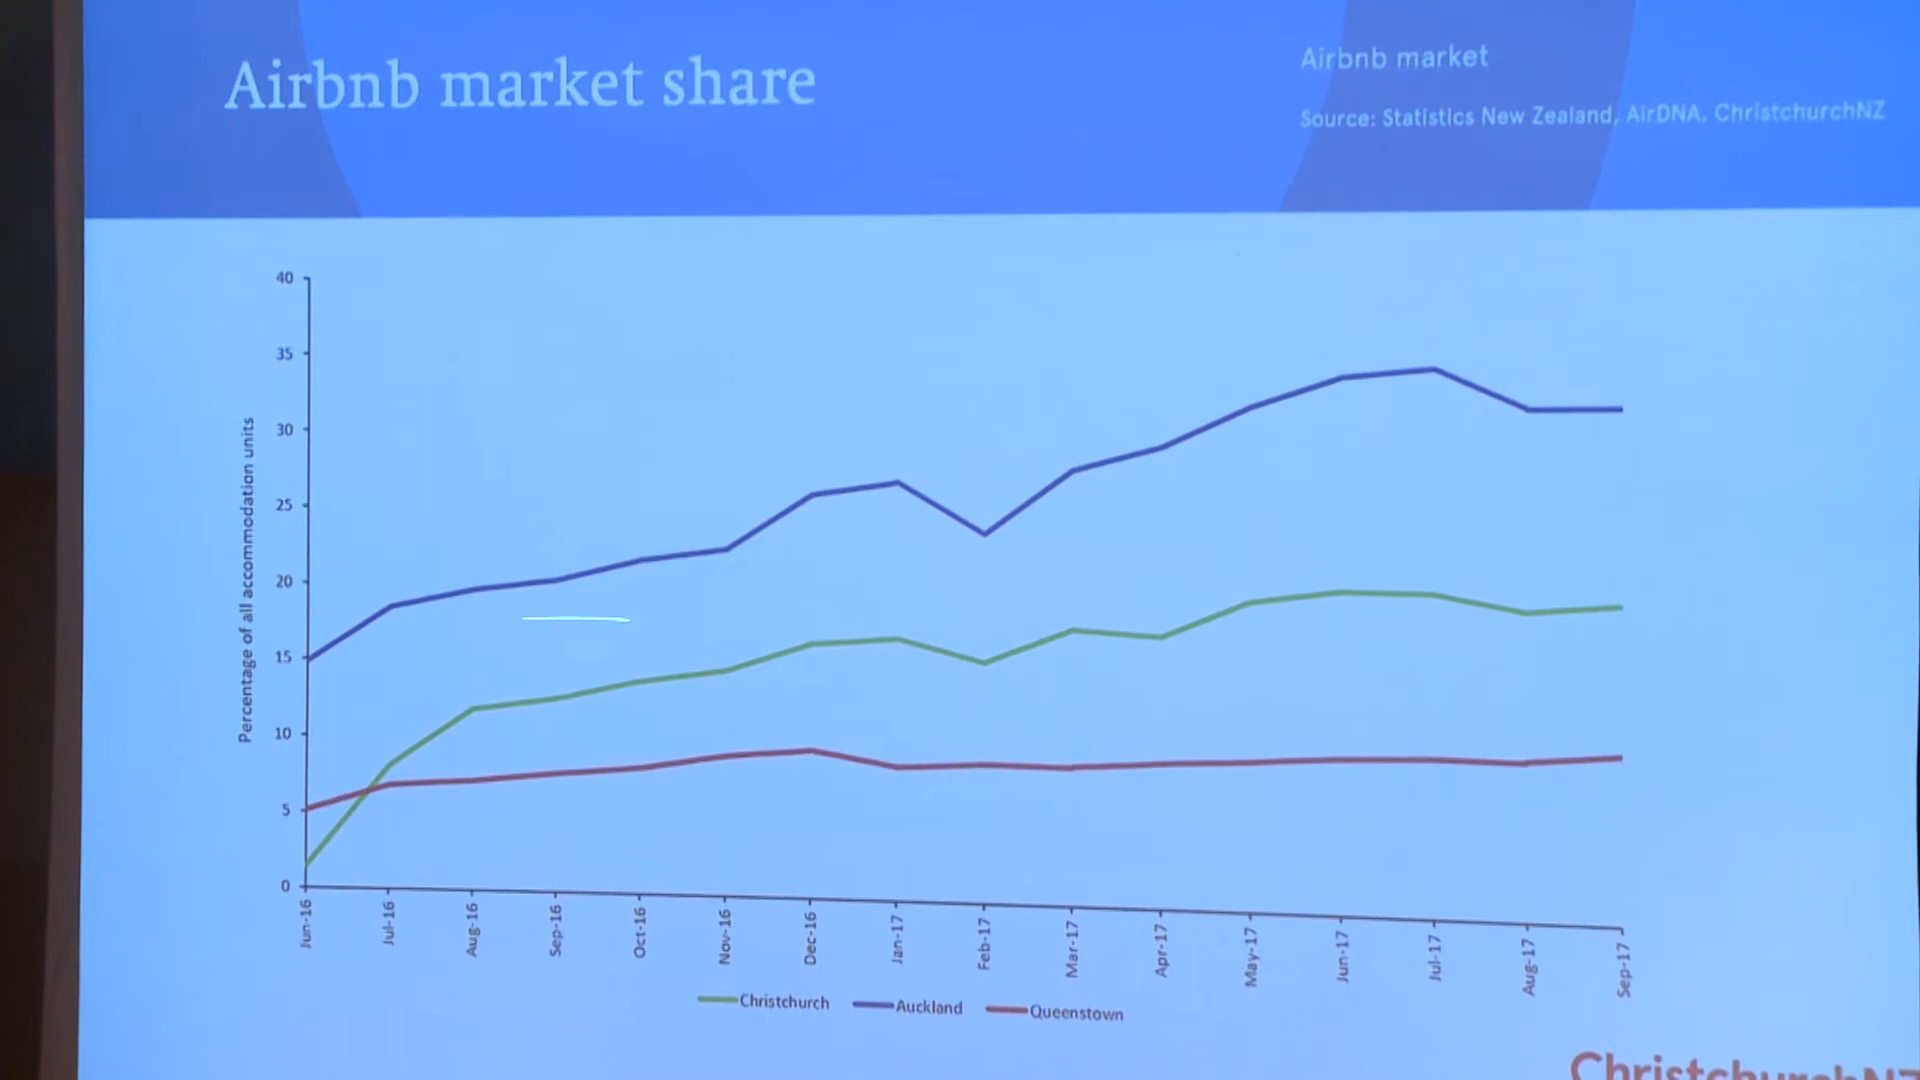 Airbnb market share
Airbnb market
Source: Statistics New Zealand, AirDNA, ChristchurchNZ
Percentage of all accommodation units
40
35
30
25
20
15
10
5
0
Jun-16
Jul-16
Aug-16
Sep-16
Oct-16
Nov-16
Dec-16
Jan-17
Feb-17
Mar-17
Apr-17
May-17
Jun-17
Jul-17
Aug-17
Sep-17
Christchurch
Auckland
Queenstown
ChristchurchNZ